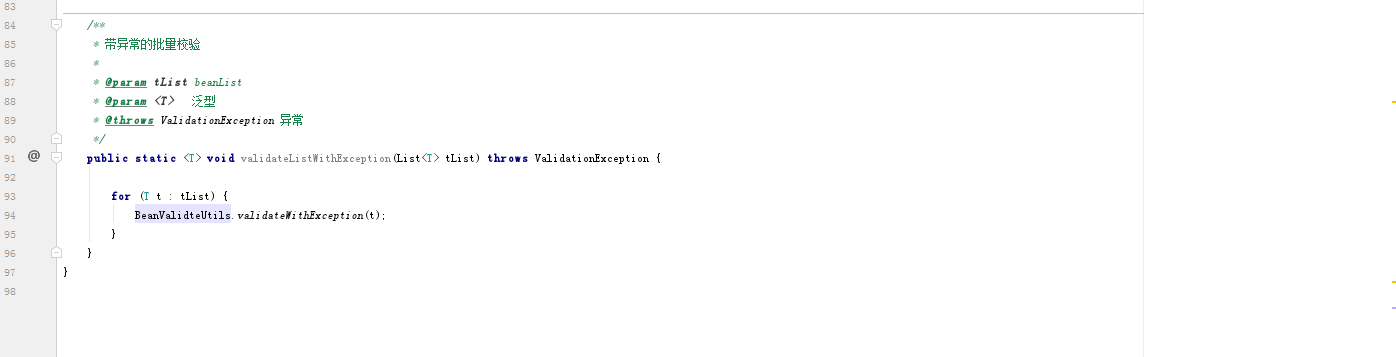 83
84 /**
85 * 带异常的批量校验
86 *
87 * @param tList beanList
88 * @param <T> 泛型
89 * @throws ValidationException 异常
90 */
91 @ public static <T> void validateListWithException(List<T> tList) throws ValidationException {
92
93 for (T t : tList) {
94 BeanValidteUtils.validateWithException(t);
95 }
96 }
97 }
98